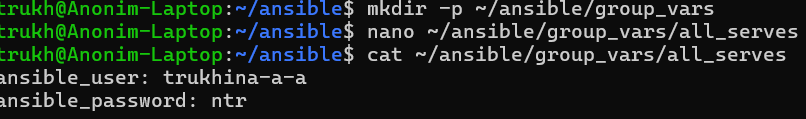 trukh@Anonim-Laptop:~/ansible$ mkdir -p ~/ansible/group_vars
trukh@Anonim-Laptop:~/ansible$ nano ~/ansible/group_vars/all_serves
trukh@Anonim-Laptop:~/ansible$ cat ~/ansible/group_vars/all_serves
ansible_user: trukhina-a-a
ansible_password: ntr